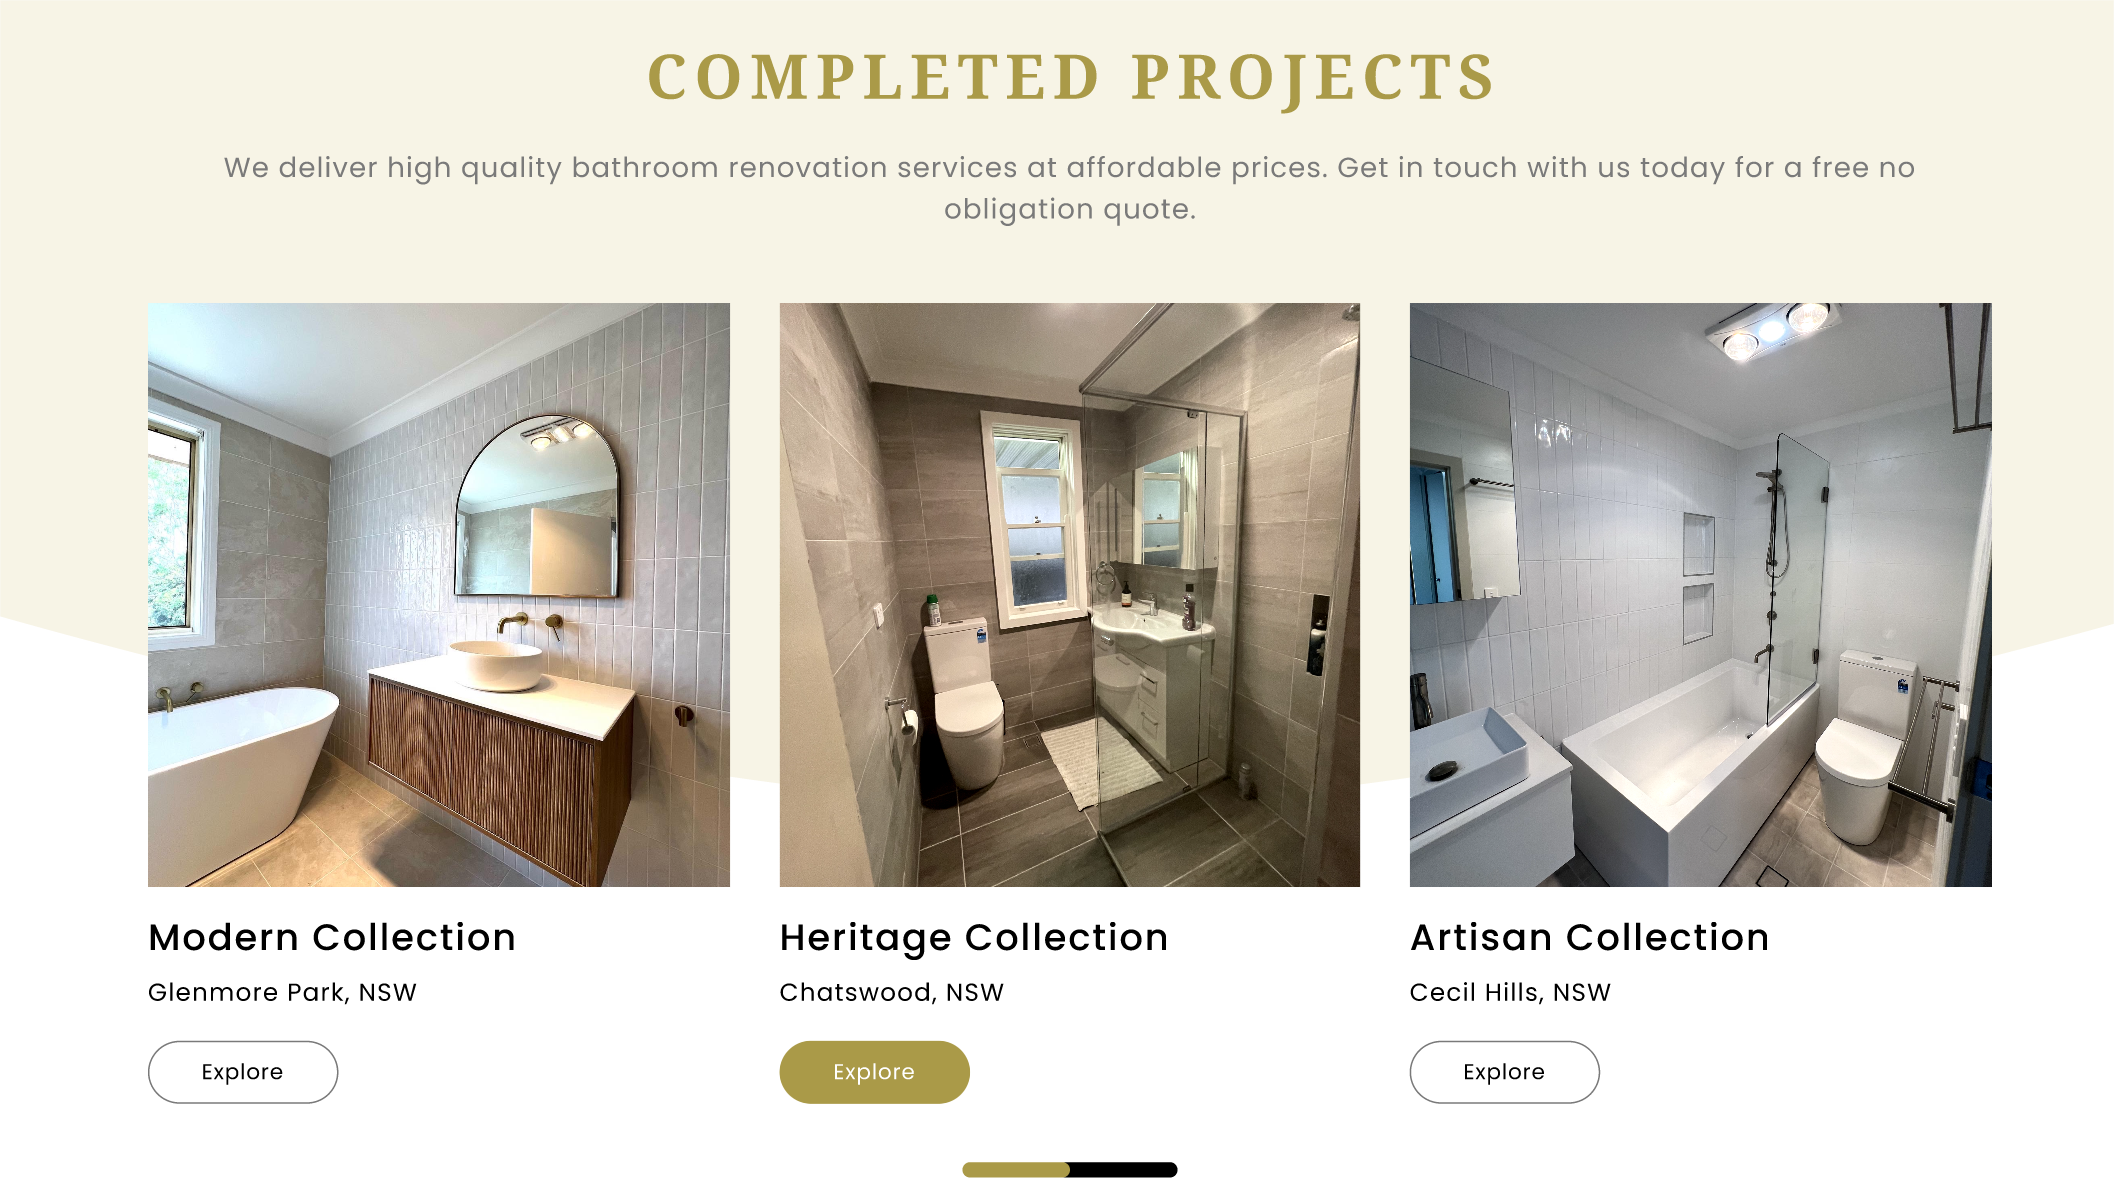 COMPLETED PROJECTS
We deliver high quality bathroom renovation services at affordable prices. Get in touch with us today for a free no
obligation quote.
Modern Collection
Glenmore Park, NSW
Explore
Heritage Collection
Chatswood, NSW
Explore
Artisan Collection
Cecil Hills, NSW
Explore